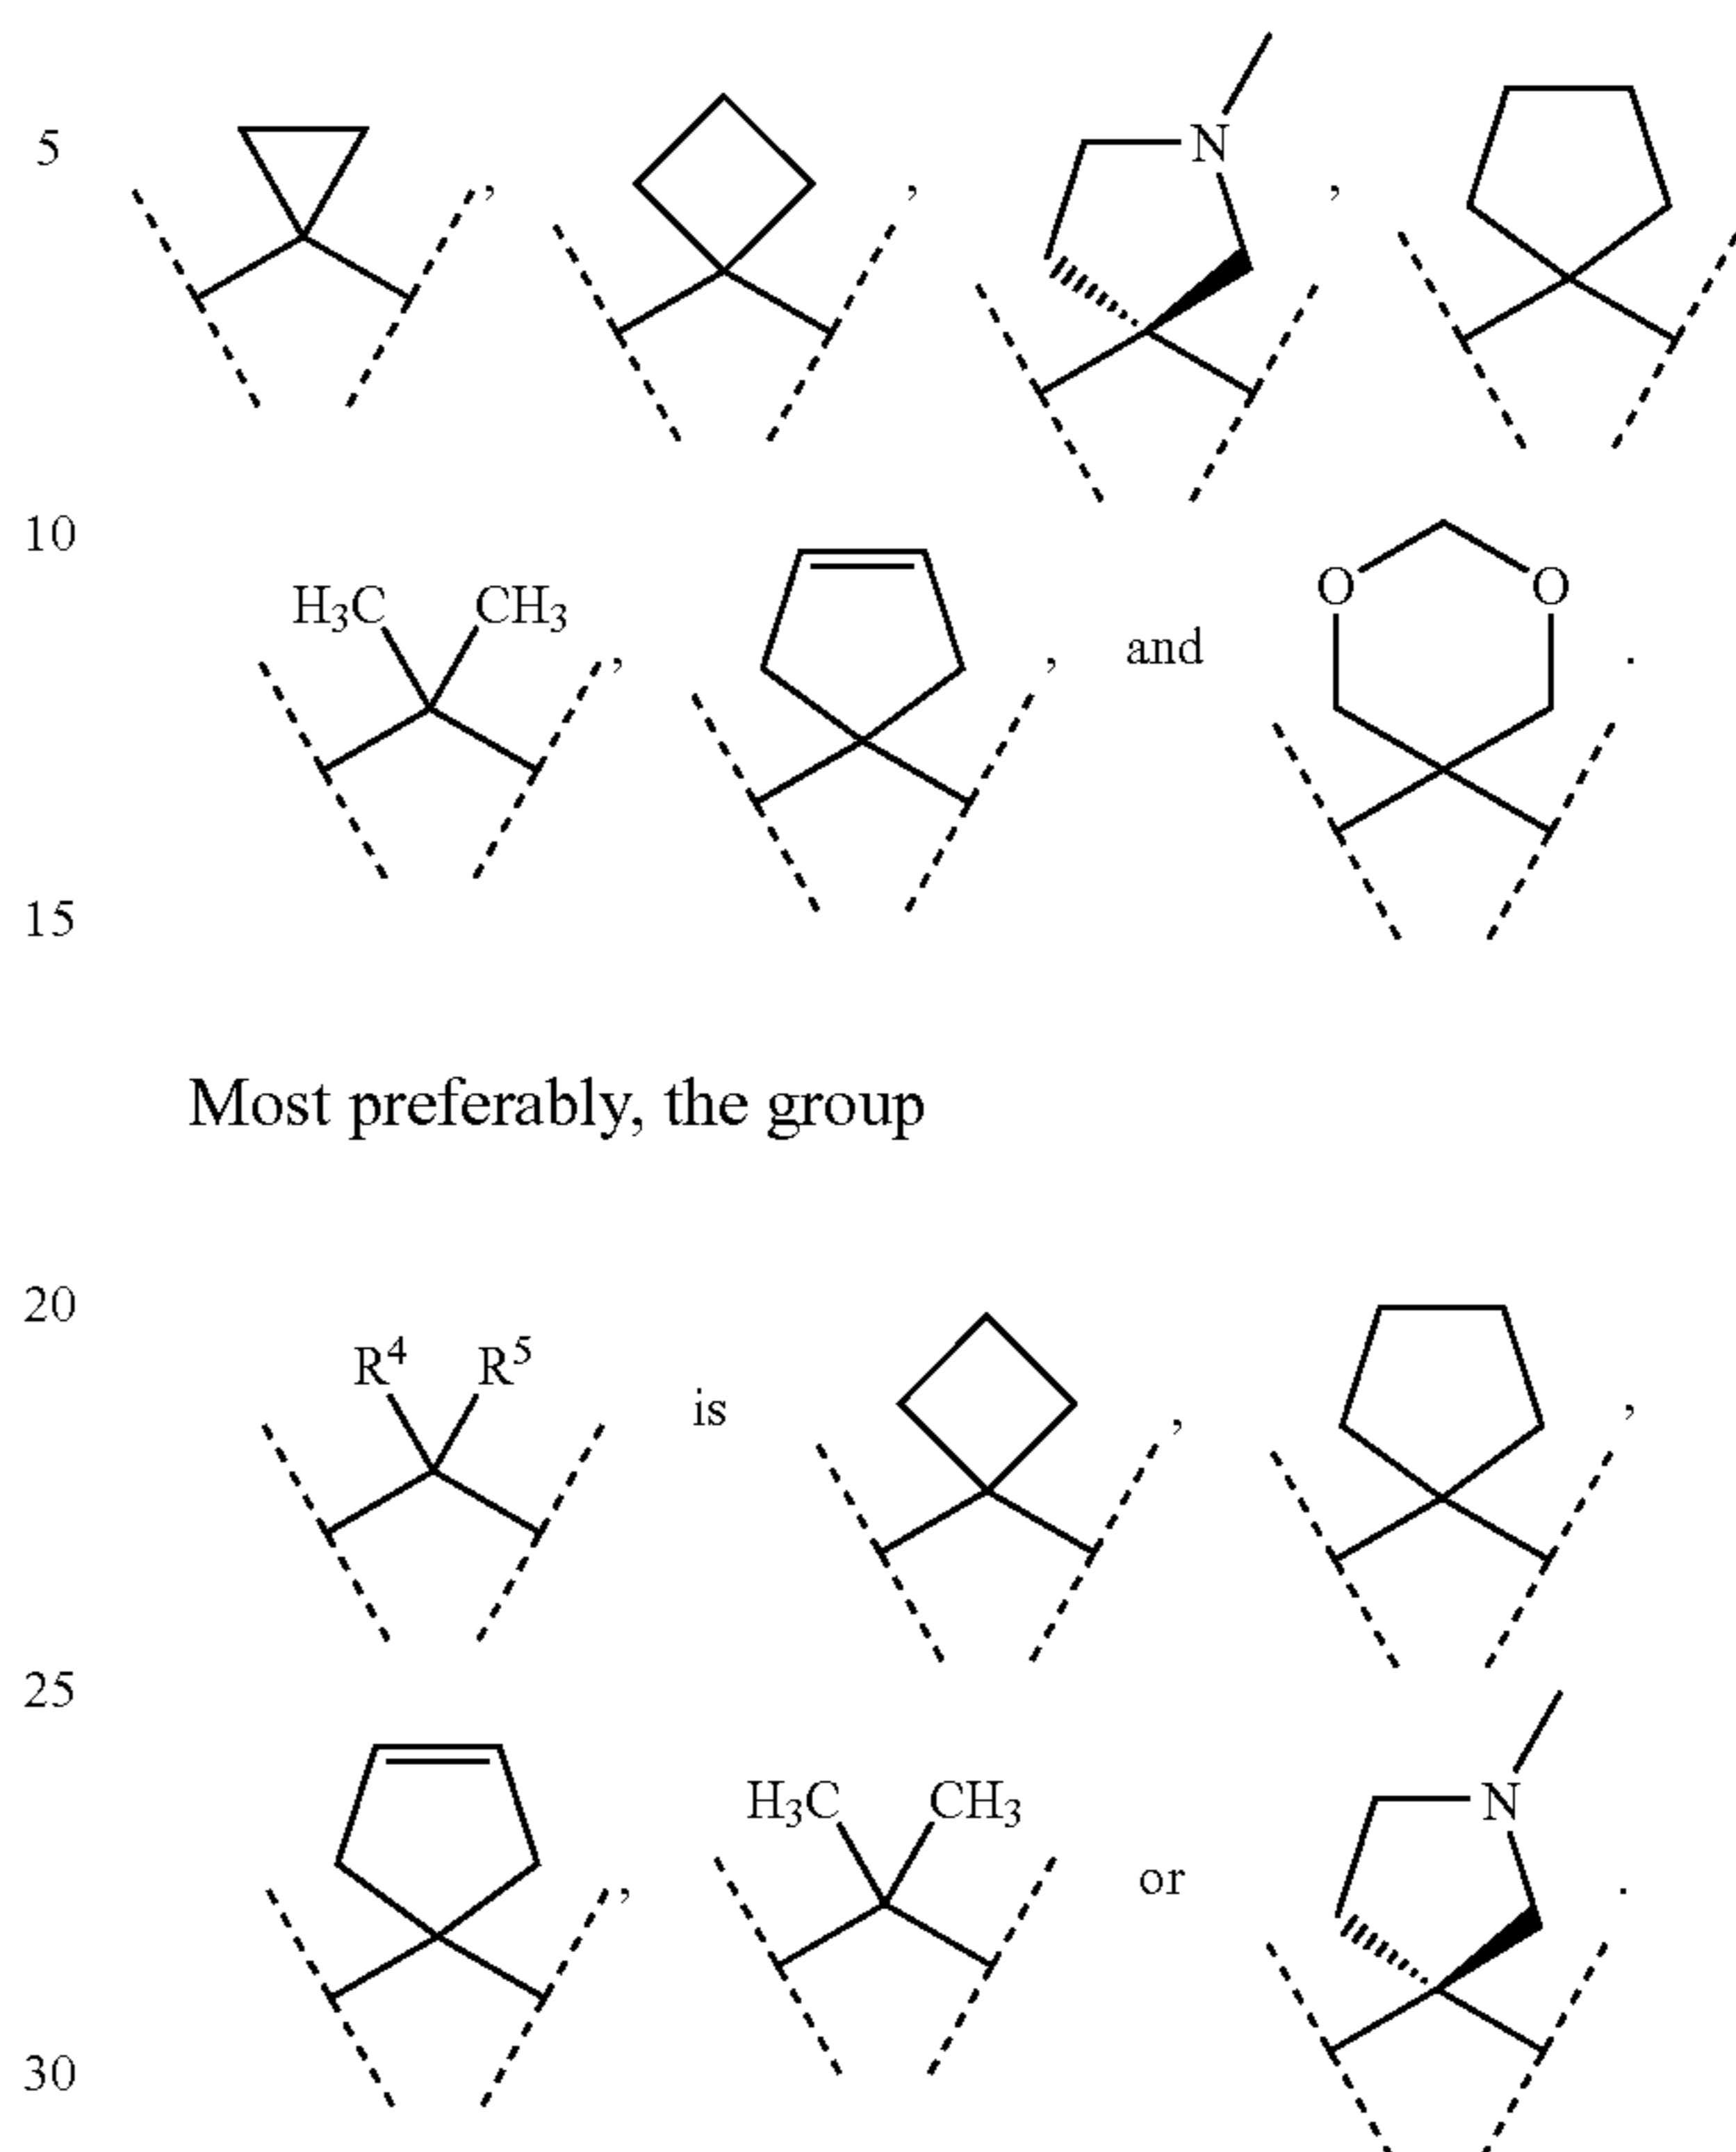 5
N
, , ,
10
H₃C CH₃ O O
, , and .
15
Most preferably, the group
20
R⁴ R⁵ is , ,
25
H₃C CH₃ N
, or .
30